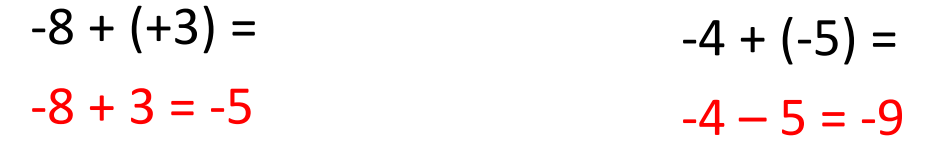 -8 + (+3) =
-8 + 3 = -5
-4 + (-5) =
-4 – 5 = -9